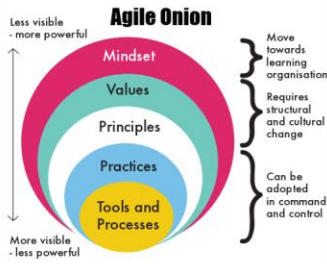 Agile Onion
Less visible
- more powerful
Mindset
Values
Principles
Practices
Tools and
Processes
More visible
- less powerful
Move
towards
learning
organisation
Requires
structural
and cultural
change
Can be
adopted
in command
and control